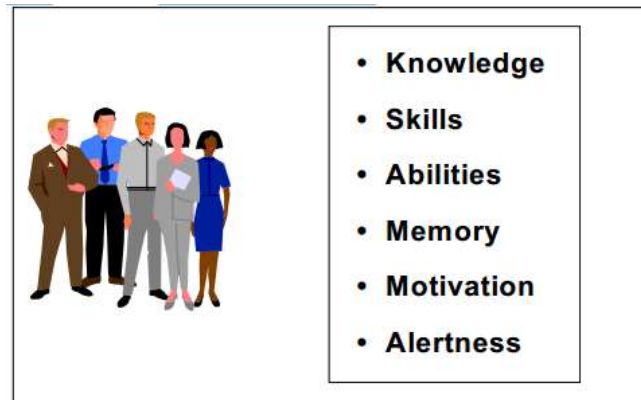 • Knowledge
• Skills
• Abilities
• Memory
• Motivation
• Alertness